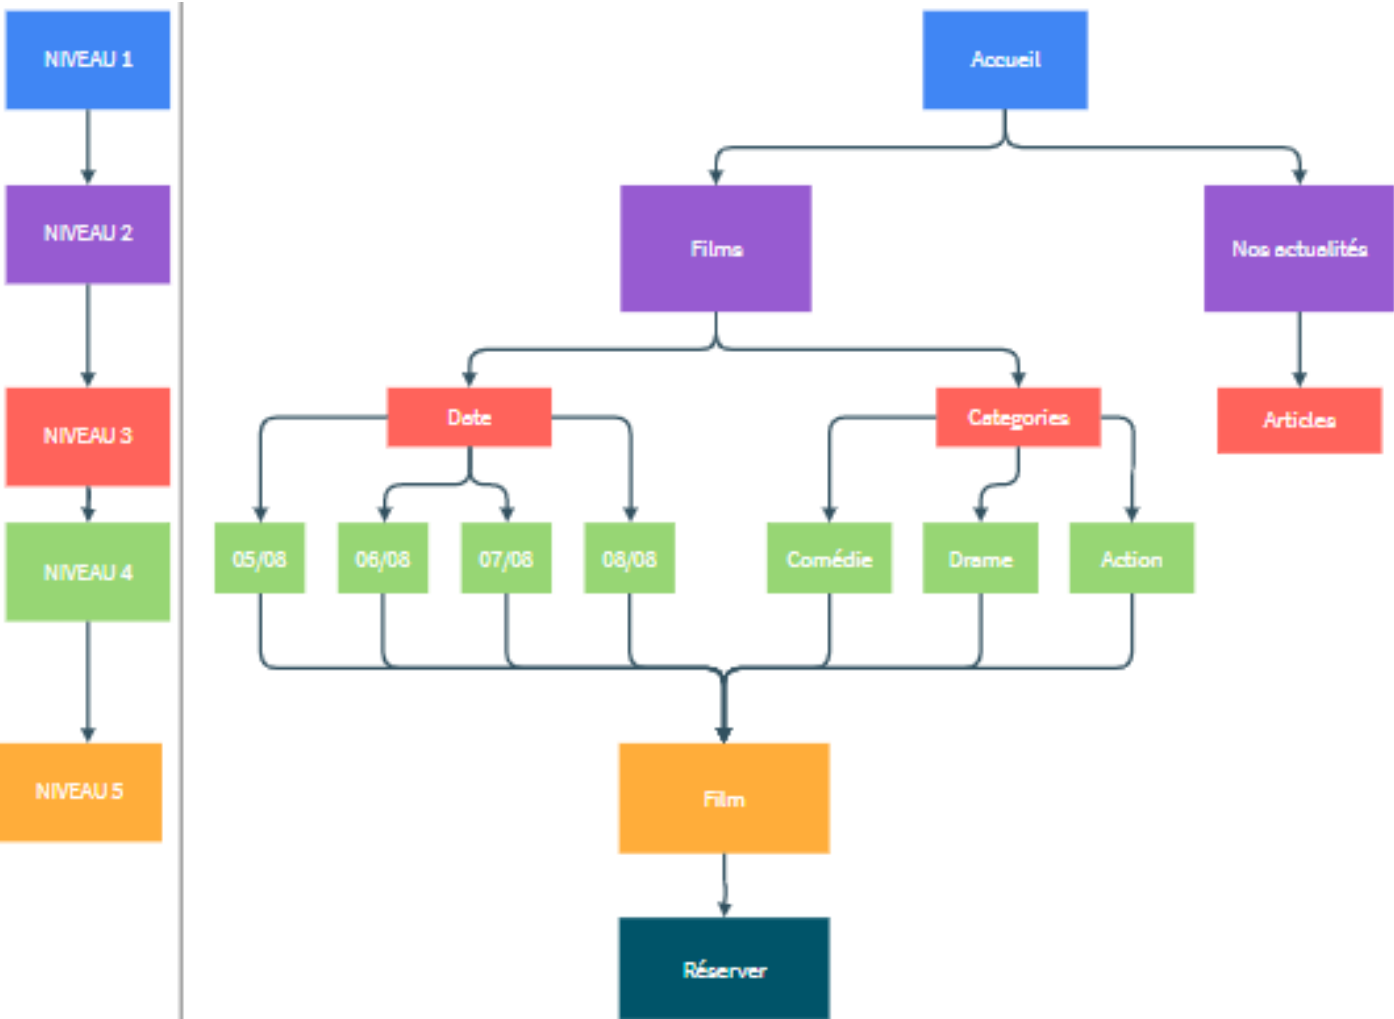 NIVEAU 1
Accueil
NIVEAU 2
Films
Nos actualités
NIVEAU 3
Date
Categories
Articles
NIVEAU 4
05/08
06/08
07/08
08/08
Comédie
Drame
Action
NIVEAU 5
Film
Réserver